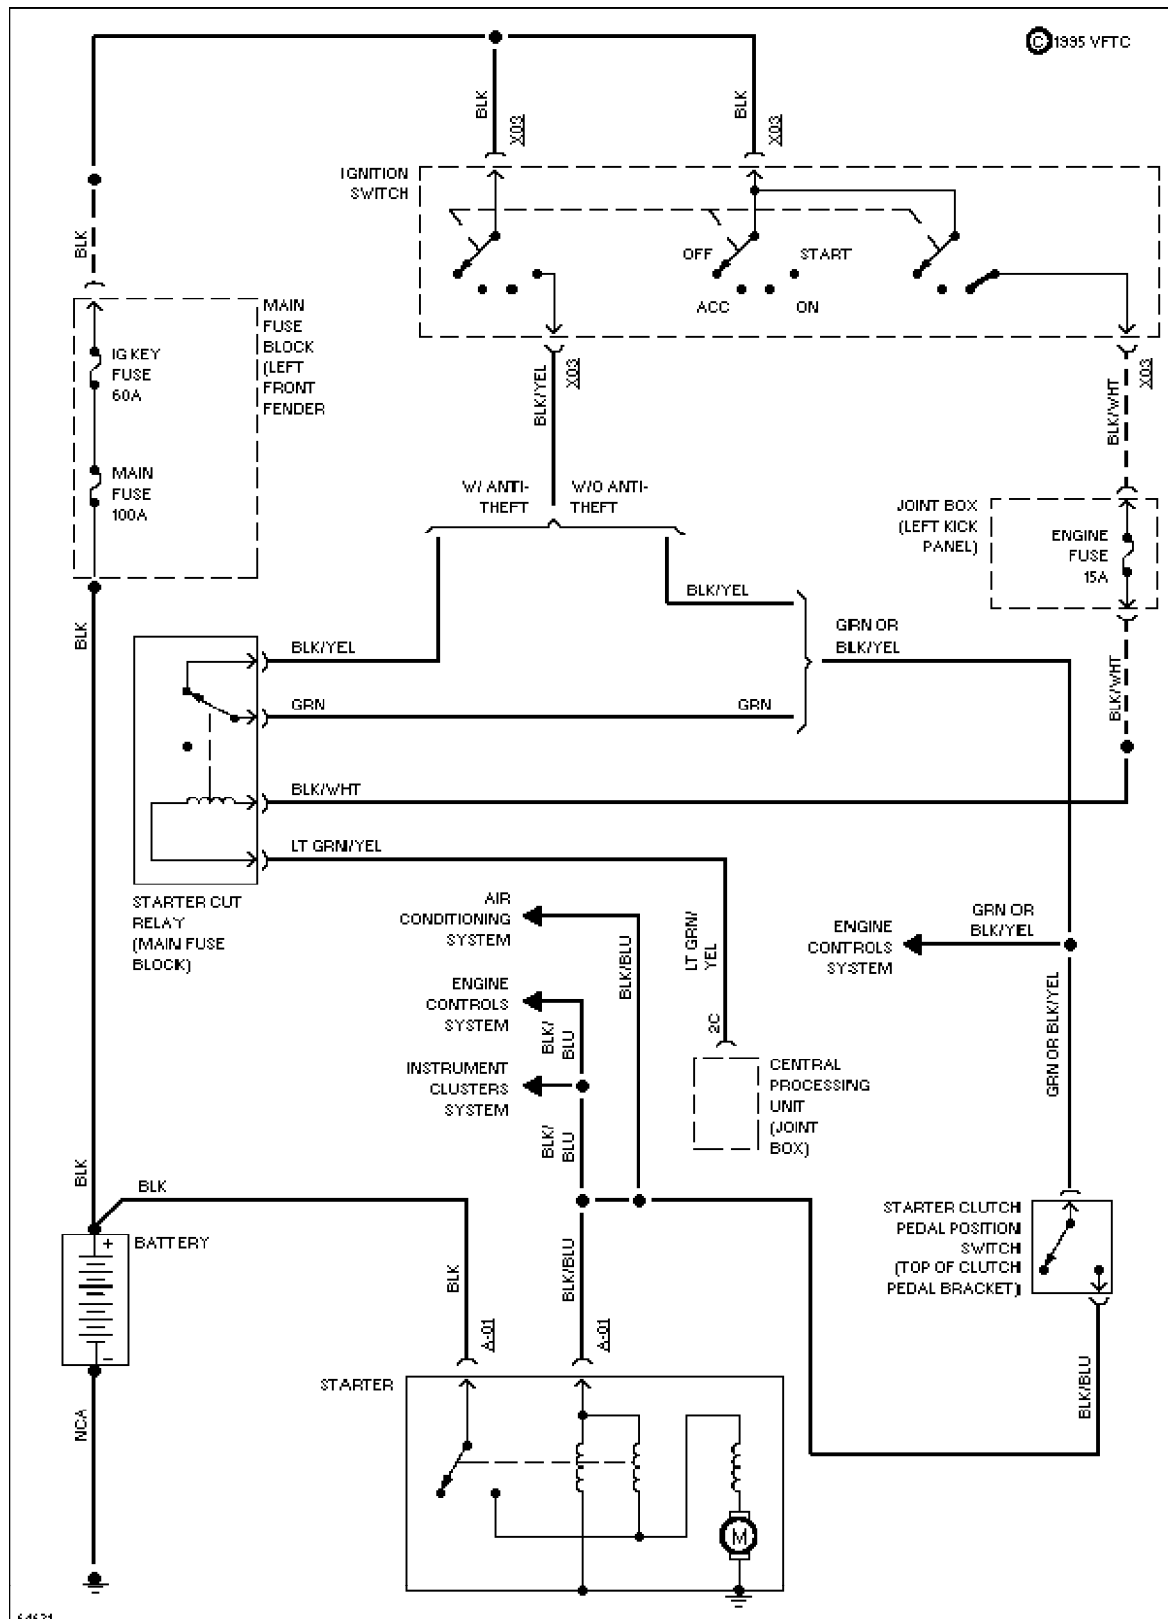 © 1995 VFTC
BLK
X03
BLK
X03
IGNITION
SWITCH
OFF
START
ACC
ON
BLK
MAIN
FUSE
BLOCK
(LEFT
FRONT
FENDER
IG KEY
FUSE
60A
MAIN
FUSE
100A
BLK/YEL
X03
BLK/WHT
X03
W/ ANTI-
THEFT
W/O ANTI-
THEFT
JOINT BOX
(LEFT KICK
PANEL)
ENGINE
FUSE
15A
BLK
BLK/YEL
BLK/YEL
GRN OR
BLK/YEL
GRN
GRN
BLK/WHT
BLK/WHT
LT GRN/YEL
STARTER CUT
RELAY
(MAIN FUSE
BLOCK)
AIR
CONDITIONING
SYSTEM
BLK/BLU
LT GRN/
YEL
2C
ENGINE
CONTROLS
SYSTEM
GRN OR
BLK/YEL
GRN OR BLK/YEL
ENGINE
CONTROLS
SYSTEM
BLK/
BLU
INSTRUMENT
CLUSTERS
SYSTEM
BLK/
BLU
CENTRAL
PROCESSING
UNIT
(JOINT
BOX)
BLK
BLK
BATTERY
+
-
BLK
A-01
BLK/BLU
A-01
STARTER CLUTCH
PEDAL POSITION
SWITCH
(TOP OF CLUTCH
PEDAL BRACKET)
BLK/BLU
NCA
STARTER
M